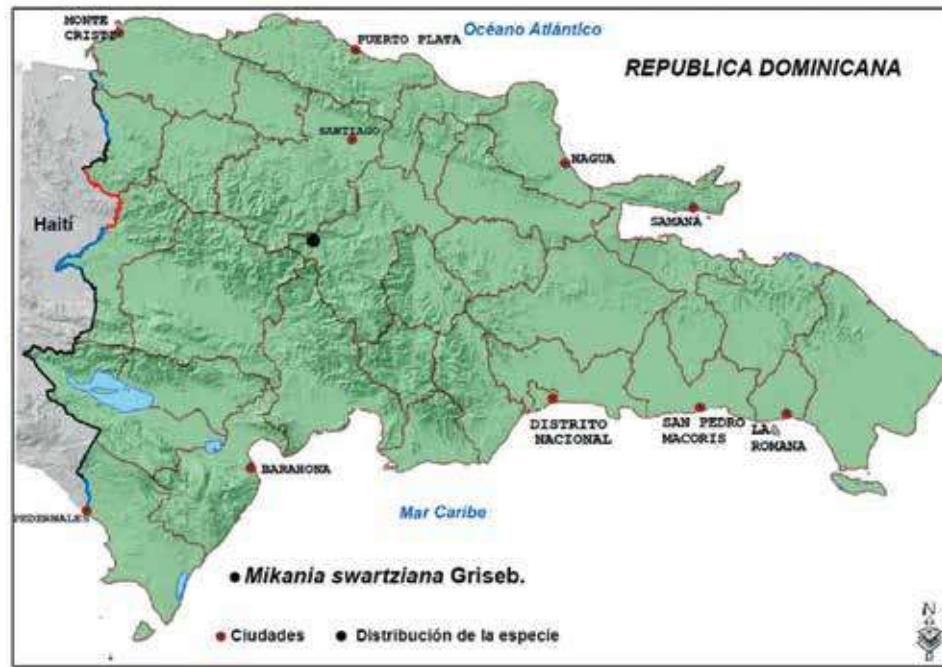 MONTE
CRISTI
PUERTO PLATA
Océano Atlántico
REPUBLICA DOMINICANA
SANTIAGO
NAGUA
SAMANÁ
Haití
DISTRITO
NACIONAL
SAN PEDRO
MACORIS
LA
ROMANA
BARAHONA
PEDERNALES
Mar Caribe
Mikania swartziana Griseb.
Ciudades
Distribución de la especie
N